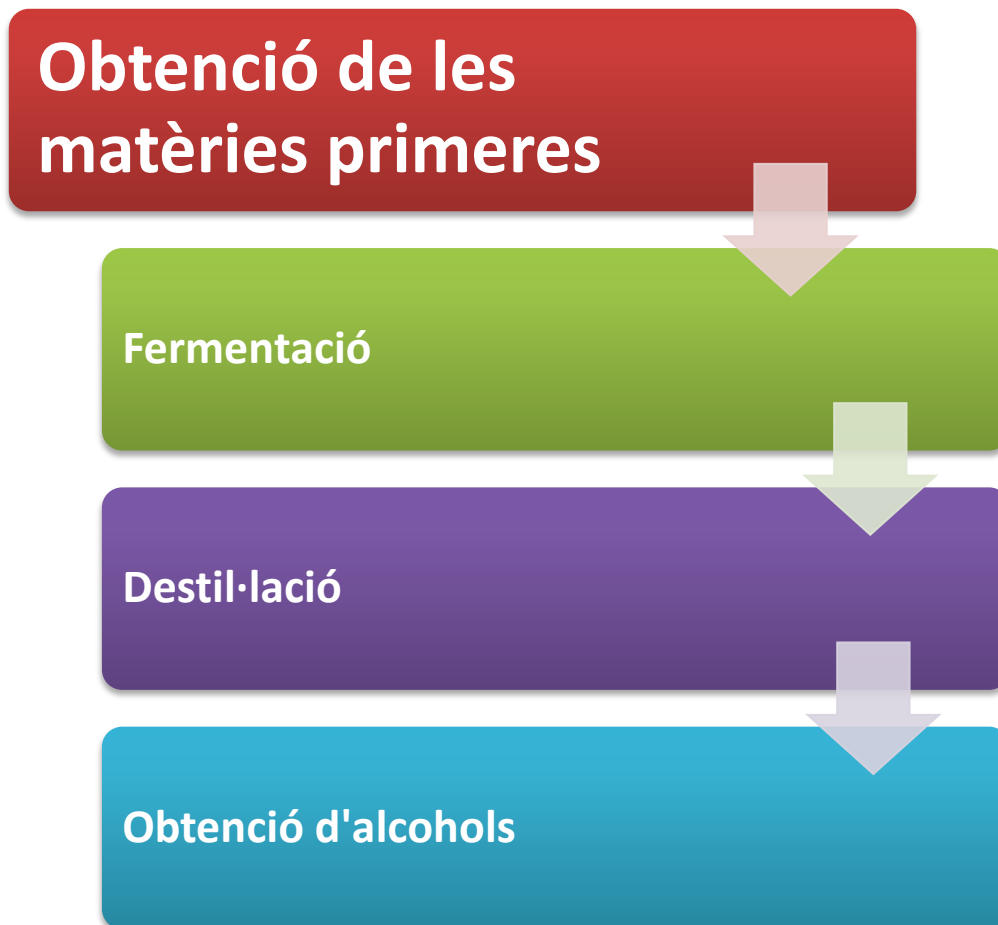 Obtenció de les
matèries primeres
Fermentació
Destil·lació
Obtenció d'alcohols